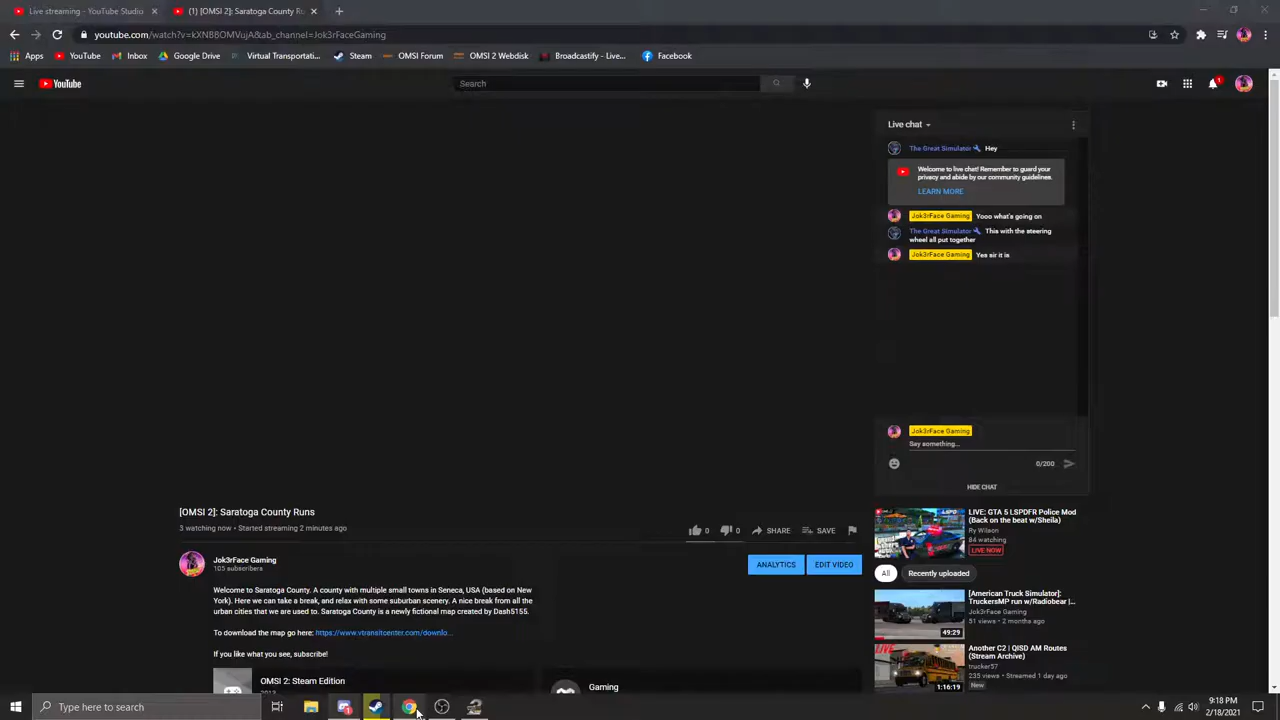 Live streaming - YouTube Studio
(1) [OMSI 2]: Saratoga County Ru
youtube.com/watch?v=kXNB8OMVujA&ab_channel=Jok3rFaceGaming
Apps
YouTube
Inbox
Google Drive
Virtual Transportati...
Steam
OMSI Forum
OMSI 2 Webdisk
Broadcastify - Live...
Facebook
YouTube
Search
1
Live chat
The Great Simulator Hey
Welcome to live chat! Remember to guard your
privacy and abide by our community guidelines.
LEARN MORE
Jok3rFace Gaming Yooo what's going on
The Great Simulator This with the steering
wheel all put together
Jok3rFace Gaming Yes sir it is
Jok3rFace Gaming
Say something...
0/200
HIDE CHAT
[OMSI 2]: Saratoga County Runs
3 watching now • Started streaming 2 minutes ago
0
0
SHARE
SAVE
Jok3rFace Gaming
105 subscribers
ANALYTICS
EDIT VIDEO
Welcome to Saratoga County. A county with multiple small towns in Seneca, USA (based on New
York). Here we can take a break, and relax with some suburban scenery. A nice break from all the
urban cities that we are used to. Saratoga County is a newly fictional map created by Dash5155.
To download the map go here: https://www.vtransitcenter.com/downlo...
If you like what you see, subscribe!
OMSI 2: Steam Edition
2013
Gaming
LIVE: GTA 5 LSPDFR Police Mod
(Back on the beat w/Sheila)
Ry Wilson
84 watching
LIVE NOW
All
Recently uploaded
[American Truck Simulator]:
TruckersMP run w/Radiobear |...
Jok3rFace Gaming
51 views • 2 months ago
49:29
Another C2 | QISD AM Routes
(Stream Archive)
trucker57
235 views • Streamed 1 day ago
New
1:16:19
LIVE
Type here to search
9:18 PM
2/18/2021